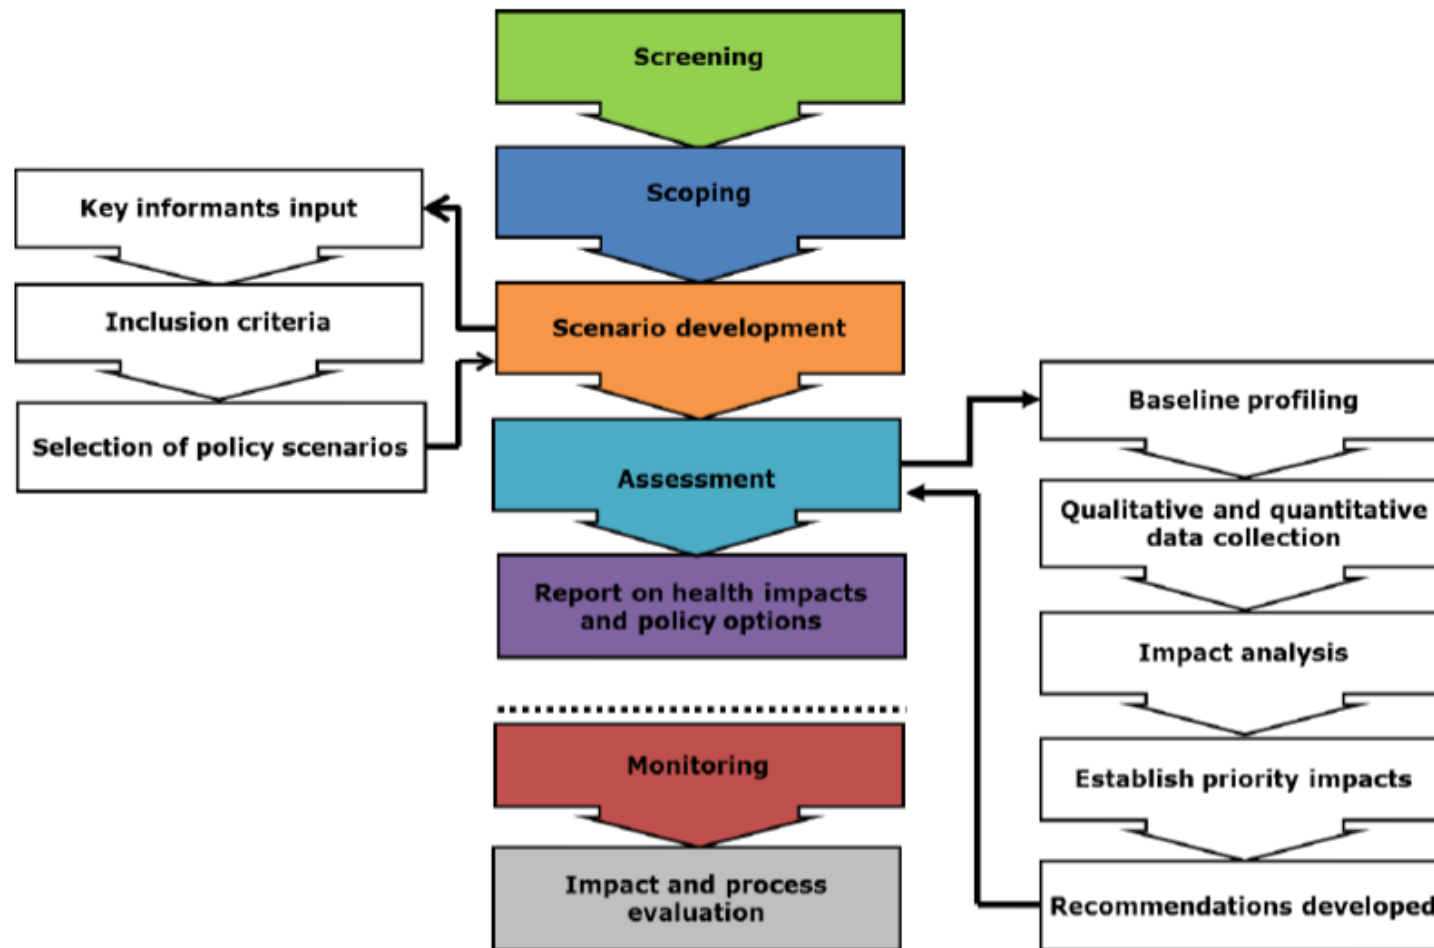 Screening
Scoping
Scenario development
Assessment
Report on health impacts
and policy options
Monitoring
Impact and process
evaluation
Key informants input
Inclusion criteria
Selection of policy scenarios
Baseline profiling
Qualitative and quantitative
data collection
Impact analysis
Establish priority impacts
Recommendations developed